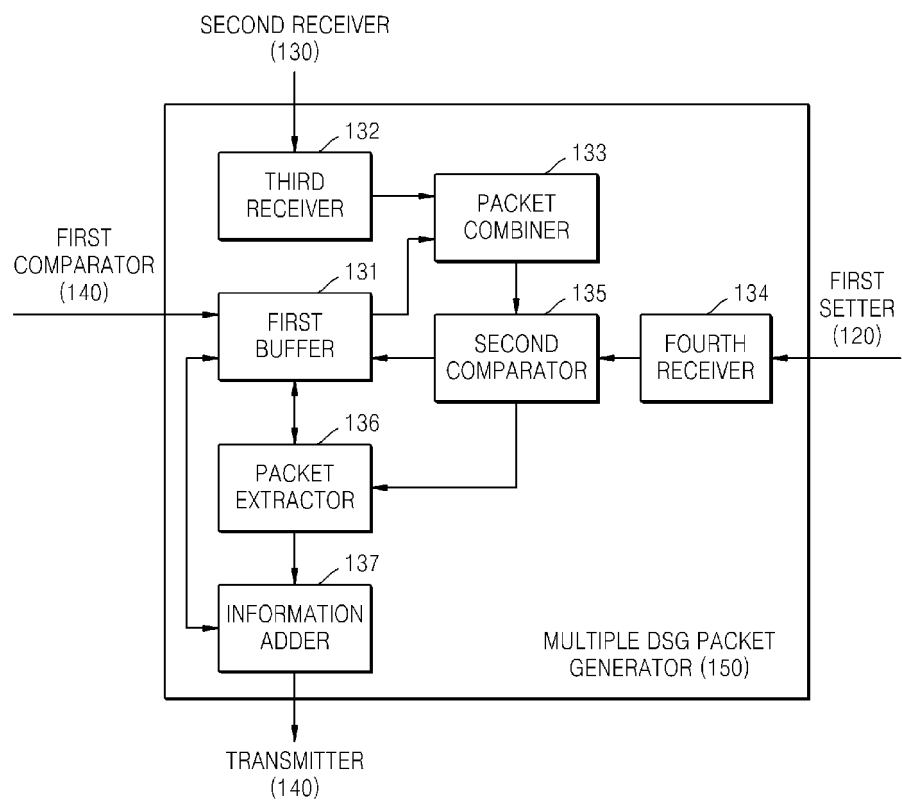 SECOND RECEIVER
(130)
132
THIRD
RECEIVER
133
PACKET
COMBINER
FIRST
COMPARATOR
(140)
131
FIRST
BUFFER
135
SECOND
COMPARATOR
134
FOURTH
RECEIVER
FIRST
SETTER
(120)
136
PACKET
EXTRACTOR
137
INFORMATION
ADDER
MULTIPLE DSG PACKET
GENERATOR (150)
TRANSMITTER
(140)